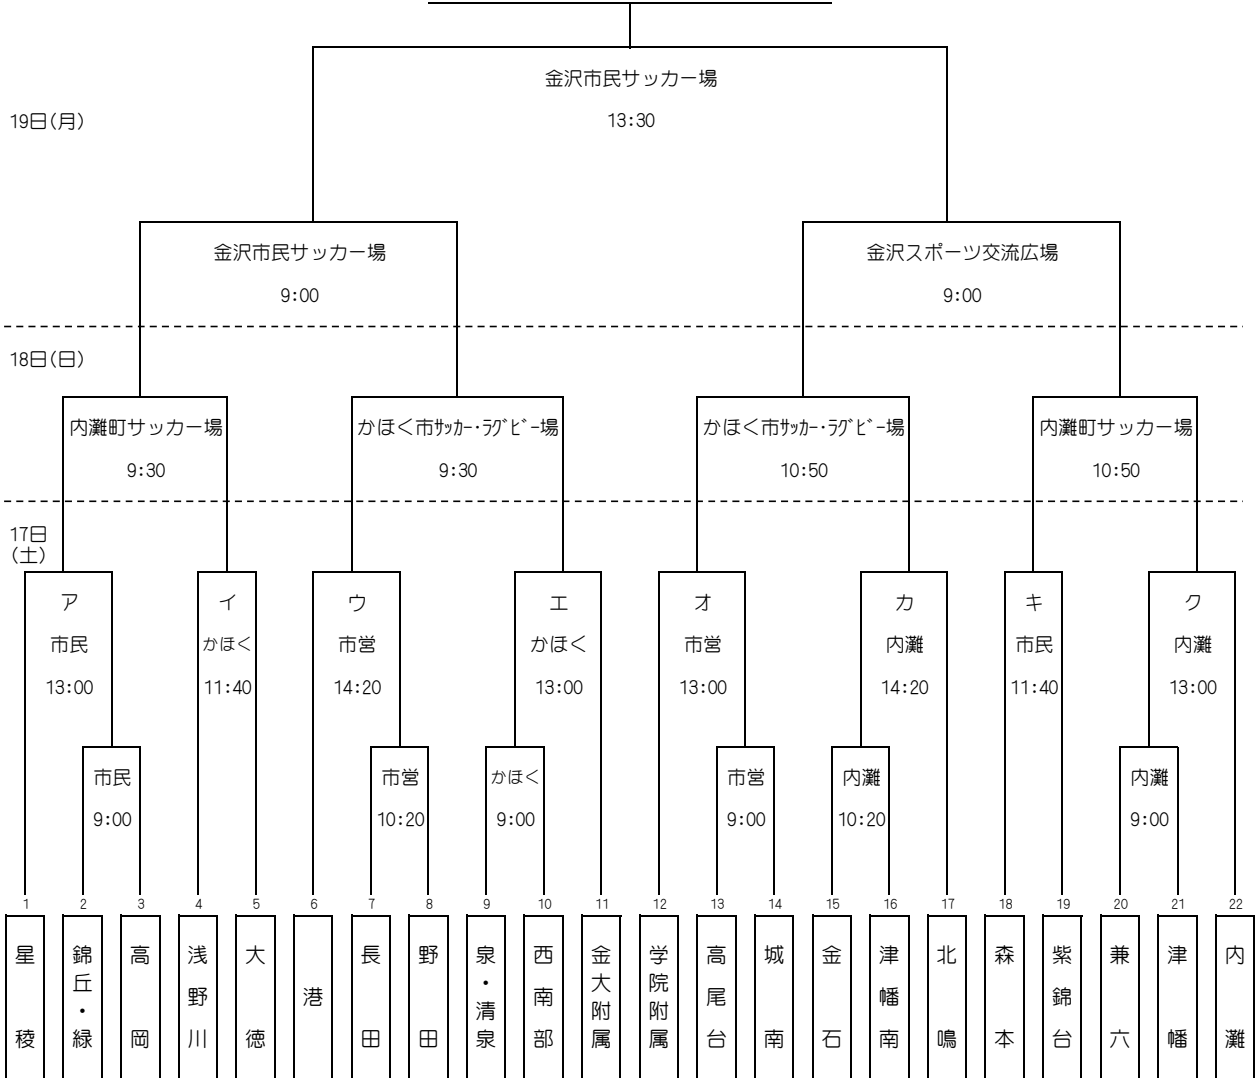 金沢市民サッカー場
19日(月)
13:30
金沢市民サッカー場
金沢スポーツ交流広場
9:00
9:00
18日(日)
内灘町サッカー場
かほく市ｻｯｶｰ・ﾗｸﾞﾋﾞｰ場
かほく市ｻｯｶｰ・ﾗｸﾞﾋﾞｰ場
内灘町サッカー場
9:30
9:30
10:50
10:50
17日
(土)
ア
イ
ウ
エ
オ
カ
キ
ク
市民
かほく
市営
かほく
市営
内灘
市民
内灘
13:00
11:40
14:20
13:00
13:00
14:20
11:40
13:00
市民
市営
かほく
市営
内灘
内灘
9:00
10:20
9:00
9:00
10:20
9:00
1
2
3
4
5
6
7
8
9
10
11
12
13
14
15
16
17
18
19
20
21
22
星稜
錦丘・緑
高岡
浅野川
大徳
港
長田
野田
泉・清泉
西南部
金大附属
学院附属
高尾台
城南
金石
津幡南
北鳴
森本
紫錦台
兼六
津幡
内灘